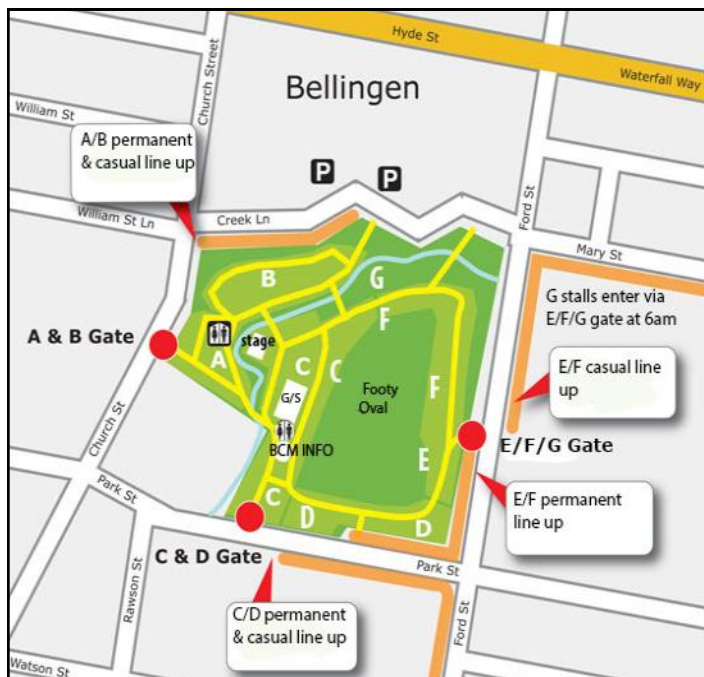 Hyde St
Waterfall Way
Church Street
Bellingen
William St
A/B permanent
& casual line up
P
P
William St Ln
Creek Ln
Ford St
Mary St
G stalls enter via
E/F/G gate at 6am
B
G
F
A & B Gate
stage
A
C
C
G/S
Footy
Oval
F
E/F casual line
up
BCM INFO
E
E/F/G Gate
Church St
Park St
C
D
D
E/F permanent
line up
C & D Gate
Park St
Rawson St
C/D permanent
& casual line up
Ford St
Watson St